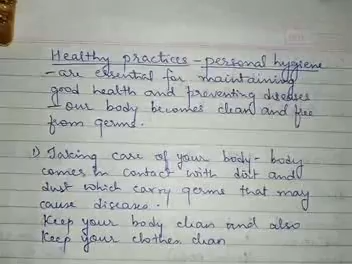 Healthy practices - personal hygiene
- are essential for maintaining
good health and preventing diseases
- our body becomes clean and free
from germs.
1) Taking care of your body - body
comes in contact with dirt and
dust which carry germs that may
cause disease.
Keep your body clean and also
Keep your clothes clean